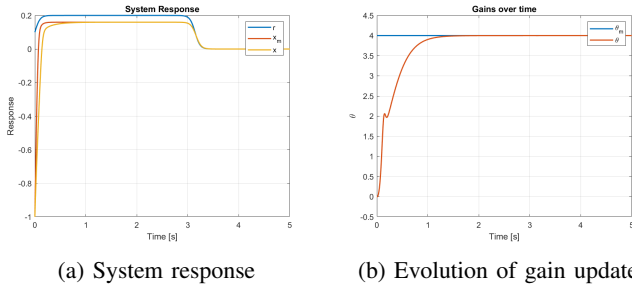 System Response
r
x_m
x
Response
0.2
0
-0.2
-0.4
-0.6
-0.8
-1
0 1 2 3 4 5
Time [s]
(a) System response
Gains over time
θ_m
θ
θ
4.5
4
3.5
3
2.5
2
1.5
1
0.5
0
-0.5
0 1 2 3 4 5
Time [s]
(b) Evolution of gain update